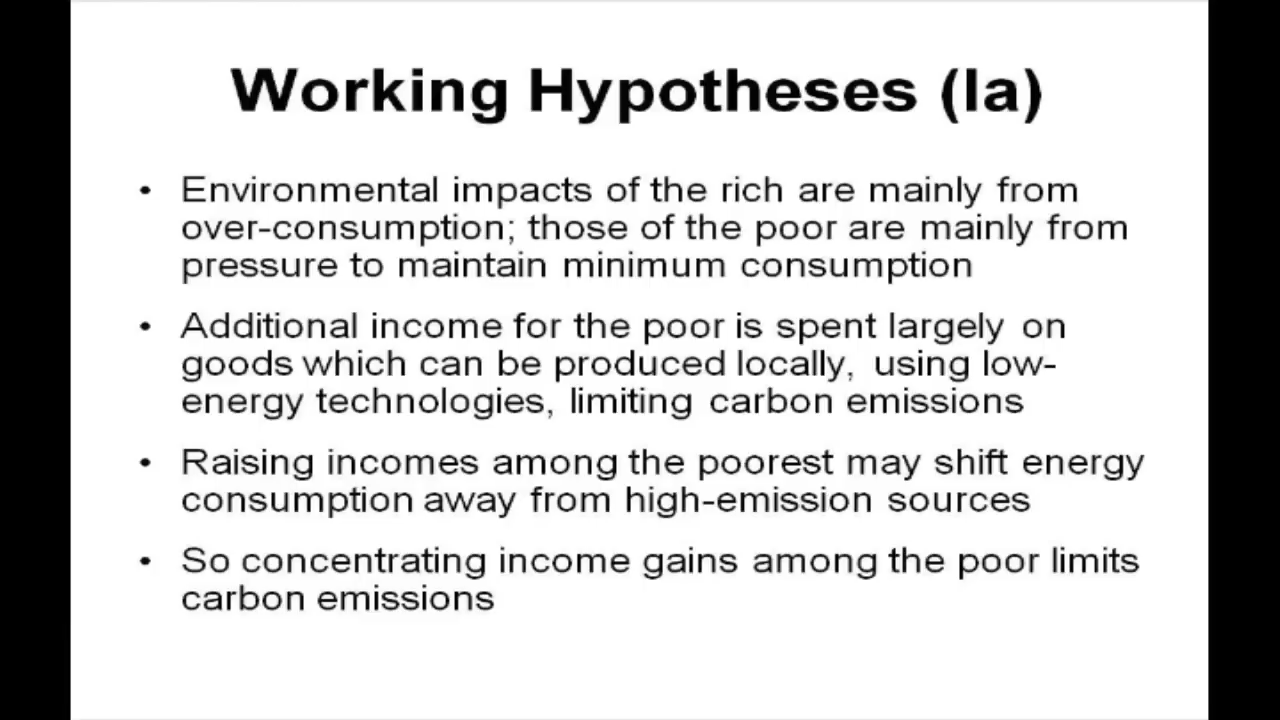 Working Hypotheses (Ia)
• Environmental impacts of the rich are mainly from
over-consumption; those of the poor are mainly from
pressure to maintain minimum consumption
• Additional income for the poor is spent largely on
goods which can be produced locally, using low-
energy technologies, limiting carbon emissions
• Raising incomes among the poorest may shift energy
consumption away from high-emission sources
• So concentrating income gains among the poor limits
carbon emissions